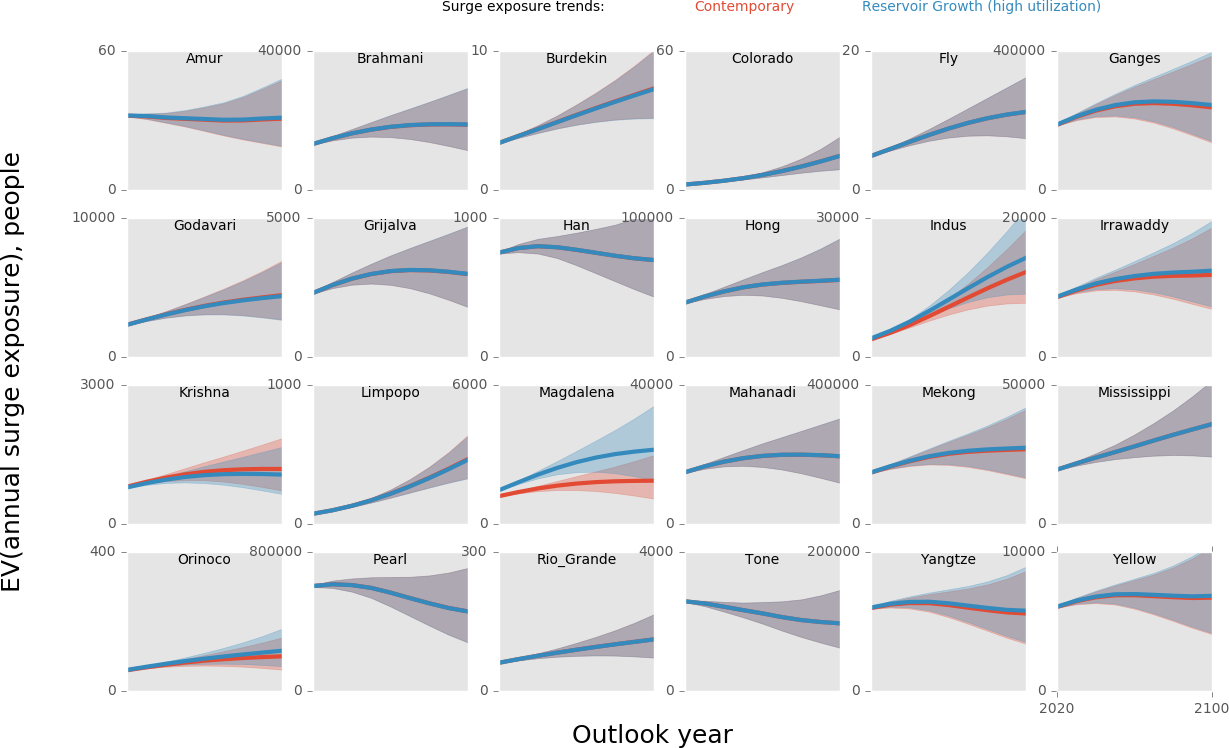 Surge exposure trends: Contemporary Reservoir Growth (high utilization)
60 40000 10 60 20 400000
Amur Brahmani Burdekin Colorado Fly Ganges
0 0 0 0 0 0
10000 5000 1000 100000 30000 20000
Godavari Grijalva Han Hong Indus Irrawaddy
0 0 0 0 0 0
3000 1000 6000 40000 400000 50000
Krishna Limpopo Magdalena Mahanadi Mekong Mississippi
0 0 0 0 0 0
400 800000 300 4000 200000 10000
Orinoco Pearl Rio_Grande Tone Yangtze Yellow
0 0 0 0 0 0
2020 2100
EV(annual surge exposure), people
Outlook year